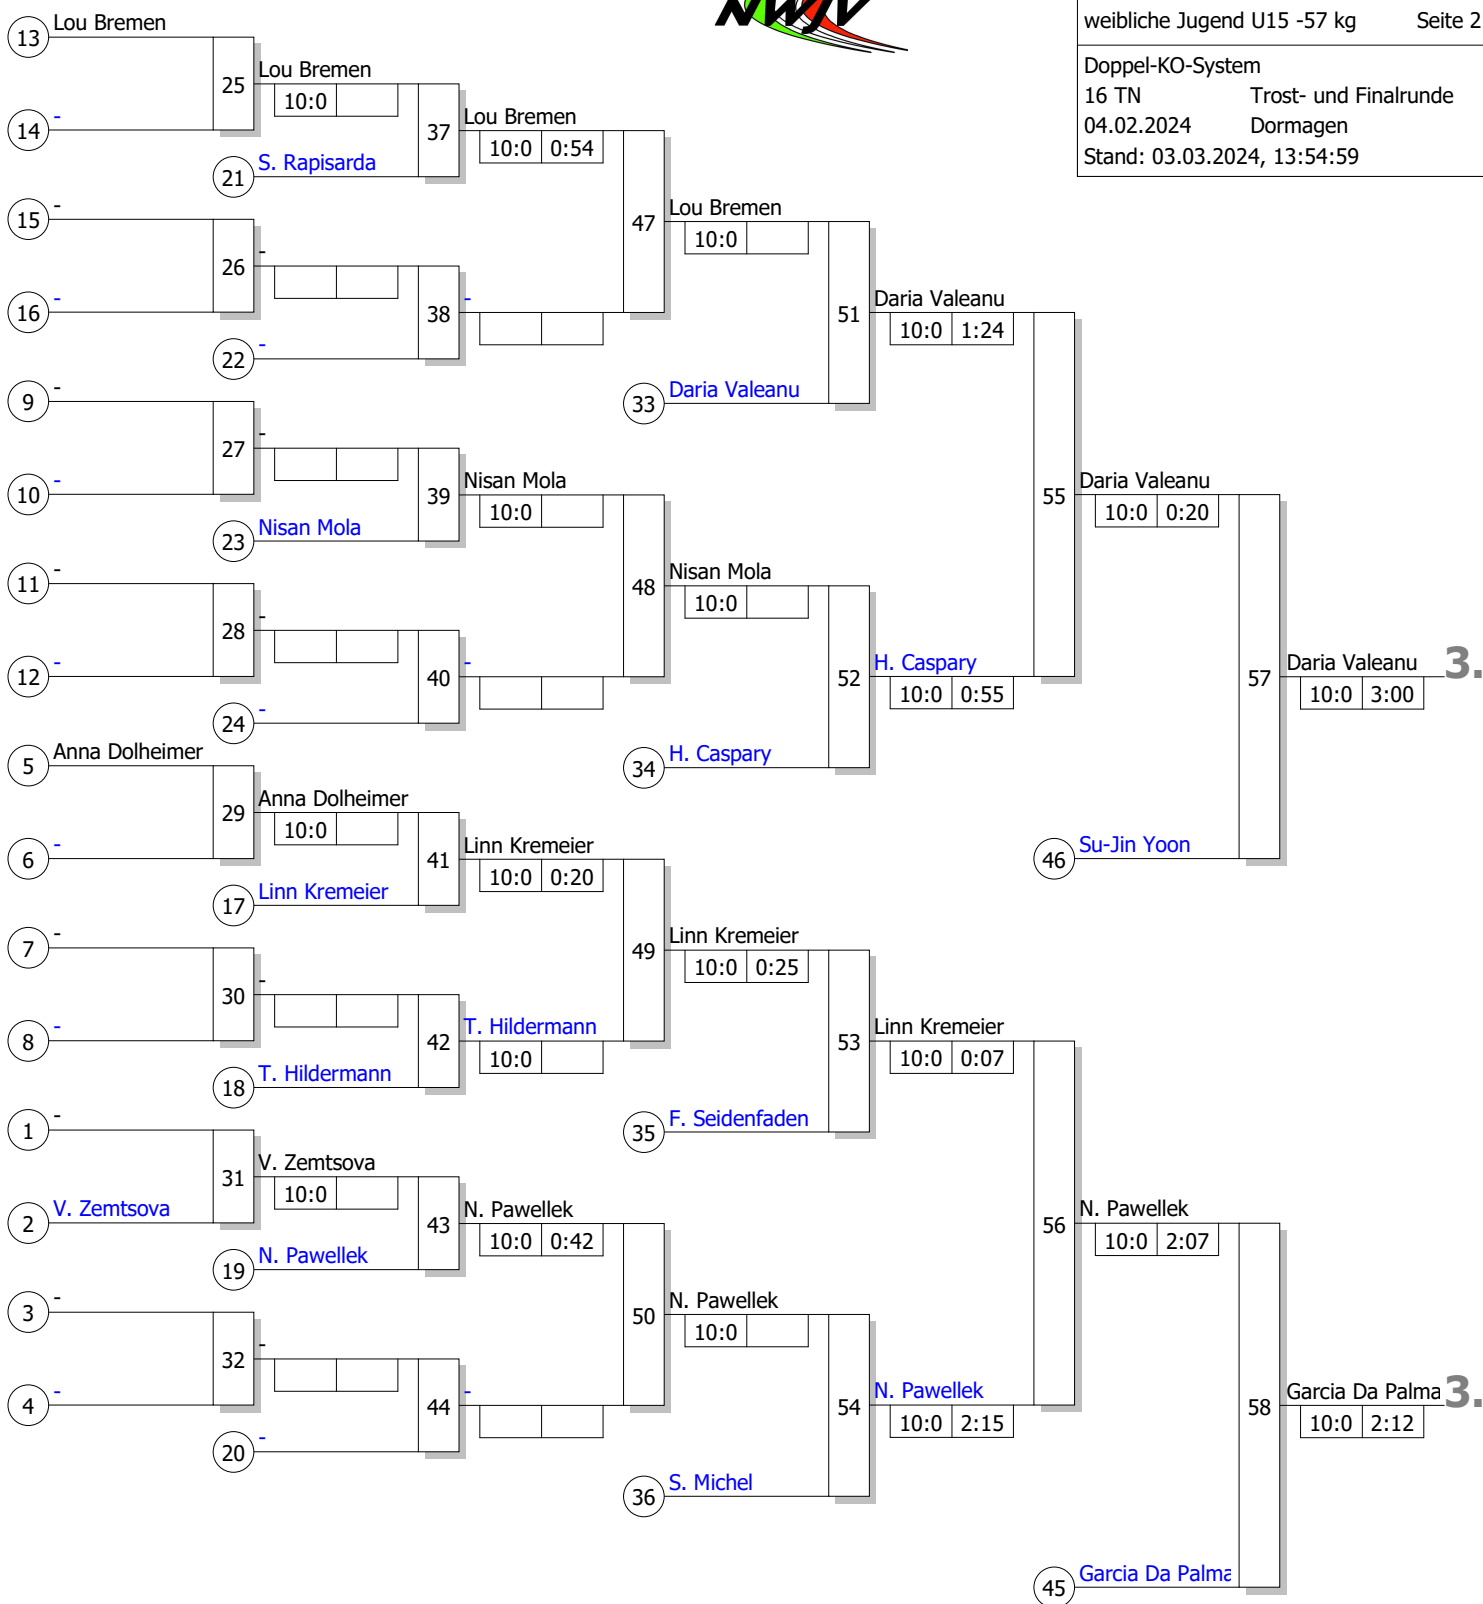 NWJV
weibliche Jugend U15 -57 kg Seite 2
Doppel-KO-System
16 TN Trost- und Finalrunde
04.02.2024 Dormagen
Stand: 03.03.2024, 13:54:59
13 Lou Bremen
14 -
25 Lou Bremen
10:0
21 S. Rapisarda
37 Lou Bremen
10:0 0:54
15 -
16 -
26 -
22 -
38 -
47 Lou Bremen
10:0
33 Daria Valeanu
51 Daria Valeanu
10:0 1:24
9 -
10 -
27 -
23 Nisan Mola
39 Nisan Mola
10:0
11 -
12 -
28 -
24 -
40 -
48 Nisan Mola
10:0
34 H. Caspary
52 H. Caspary
10:0 0:55
55 Daria Valeanu
10:0 0:20
46 Su-Jin Yoon
57 Daria Valeanu 3.
10:0 3:00
5 Anna Dolheimer
6 -
29 Anna Dolheimer
10:0
17 Linn Kremeier
41 Linn Kremeier
10:0 0:20
7 -
8 -
30 -
18 T. Hildermann
42 T. Hildermann
10:0
49 Linn Kremeier
10:0 0:25
35 F. Seidenfaden
53 Linn Kremeier
10:0 0:07
1 -
2 V. Zemtsova
31 V. Zemtsova
10:0
19 N. Pawellek
43 N. Pawellek
10:0 0:42
3 -
4 -
32 -
20 -
44 -
50 N. Pawellek
10:0
36 S. Michel
54 N. Pawellek
10:0 2:15
56 N. Pawellek
10:0 2:07
45 Garcia Da Palma
58 Garcia Da Palma 3.
10:0 2:12